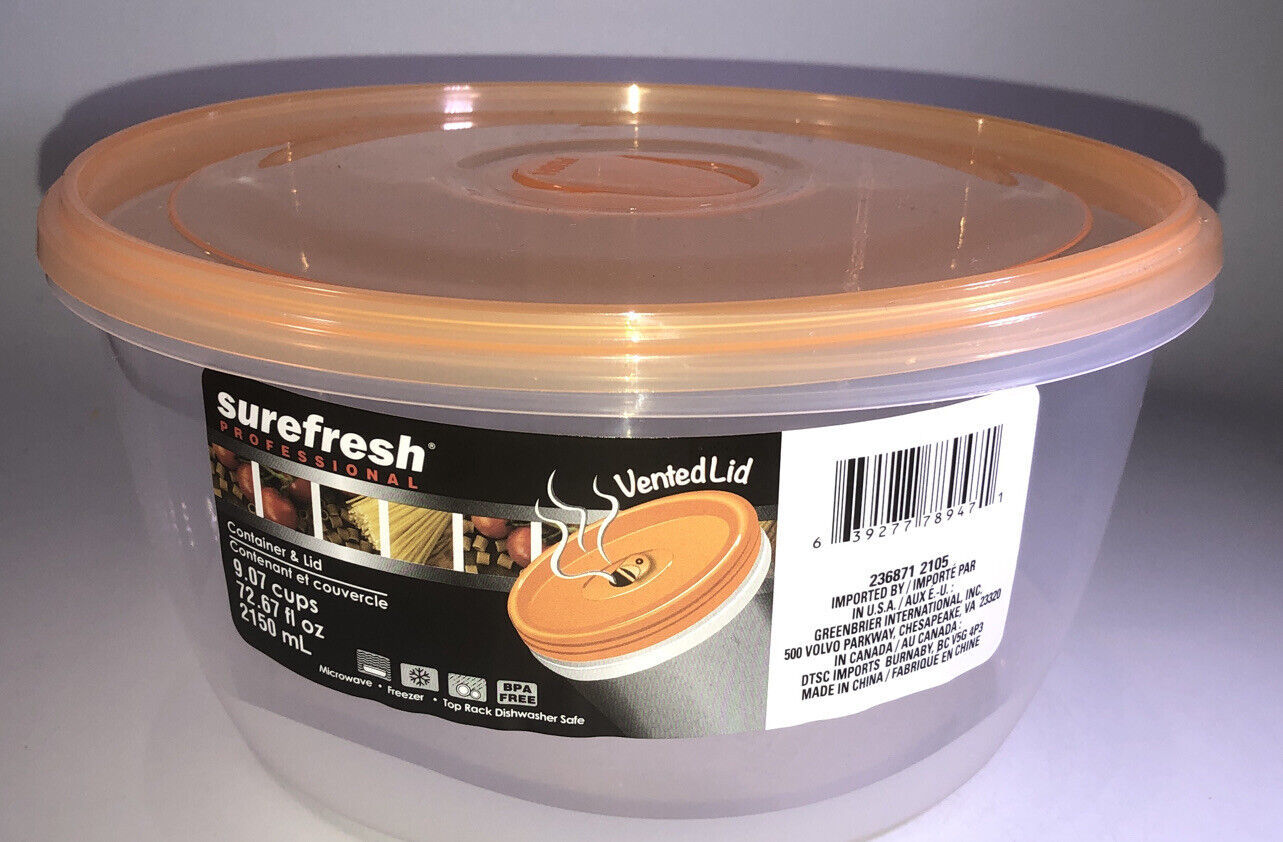 surefresh®
PROFESSIONAL
Container & Lid
Contenant et couvercle
9.07 cups
72.67 fl oz
2150 mL
Microwave • Freezer • Top Rack Dishwasher Safe
BPA
FREE
Vented Lid
6 39277 78947 1
236871 2105
IMPORTED BY / IMPORTÉ PAR
IN U.S.A. / AUX E.-U. :
GREENBRIER INTERNATIONAL, INC.
500 VOLVO PARKWAY, CHESAPEAKE, VA 23320
IN CANADA / AU CANADA :
DTSC IMPORTS BURNABY, BC V5G 4P3
MADE IN CHINA / FABRIQUÉ EN CHINE